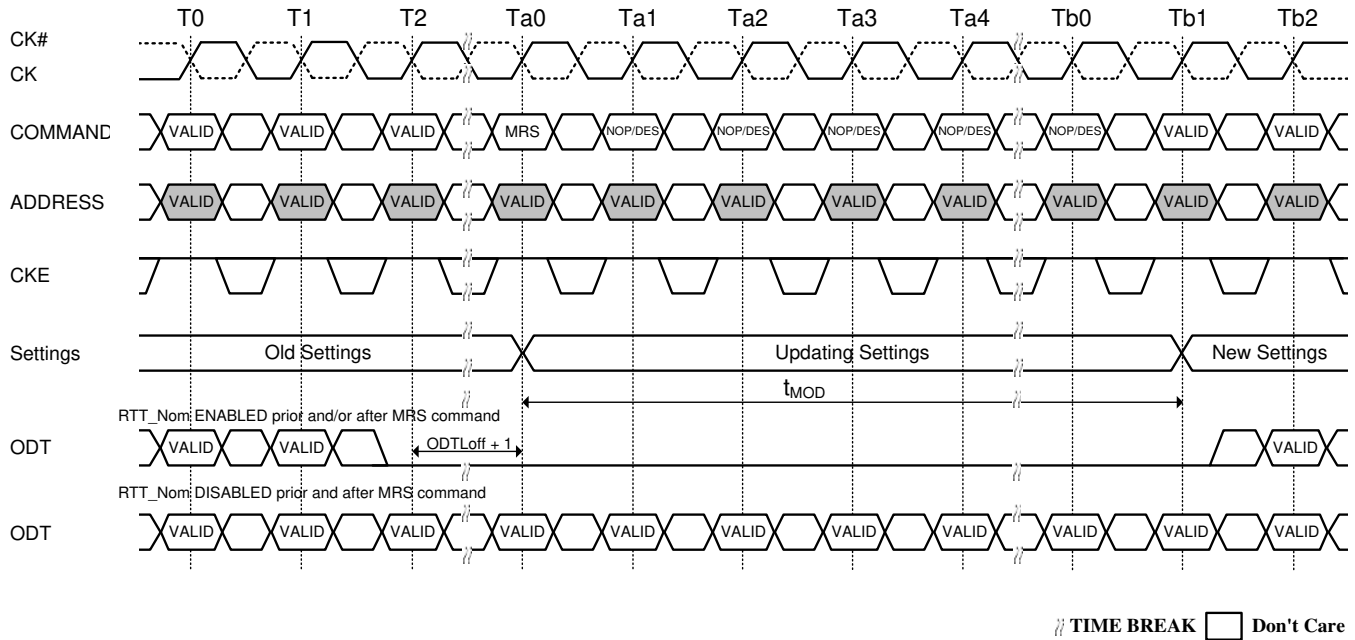 T0 T1 T2 Ta0 Ta1 Ta2 Ta3 Ta4 Tb0 Tb1 Tb2
CK#
CK
COMMAND VALID VALID VALID MRS NOP/DES NOP/DES NOP/DES NOP/DES NOP/DES VALID VALID
ADDRESS VALID VALID VALID VALID VALID VALID VALID VALID VALID VALID VALID
CKE
Settings Old Settings Updating Settings New Settings
tMOD
RTT_Nom ENABLED prior and/or after MRS command
ODT VALID VALID ODTLoff + 1 VALID
RTT_Nom DISABLED prior and after MRS command
ODT VALID VALID VALID VALID VALID VALID VALID VALID VALID VALID VALID
TIME BREAK Don't Care